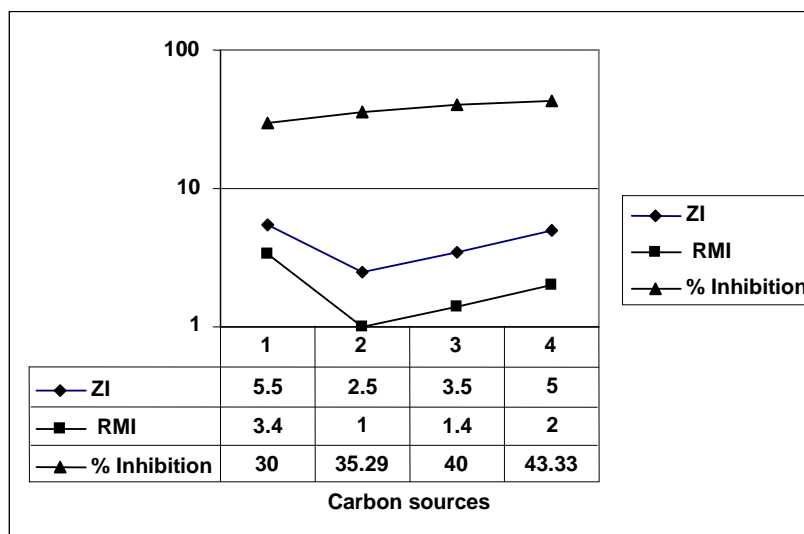 100
10
1
1 2 3 4
ZI 5.5 2.5 3.5 5
RMI 3.4 1 1.4 2
% Inhibition 30 35.29 40 43.33
Carbon sources
ZI
RMI
% Inhibition